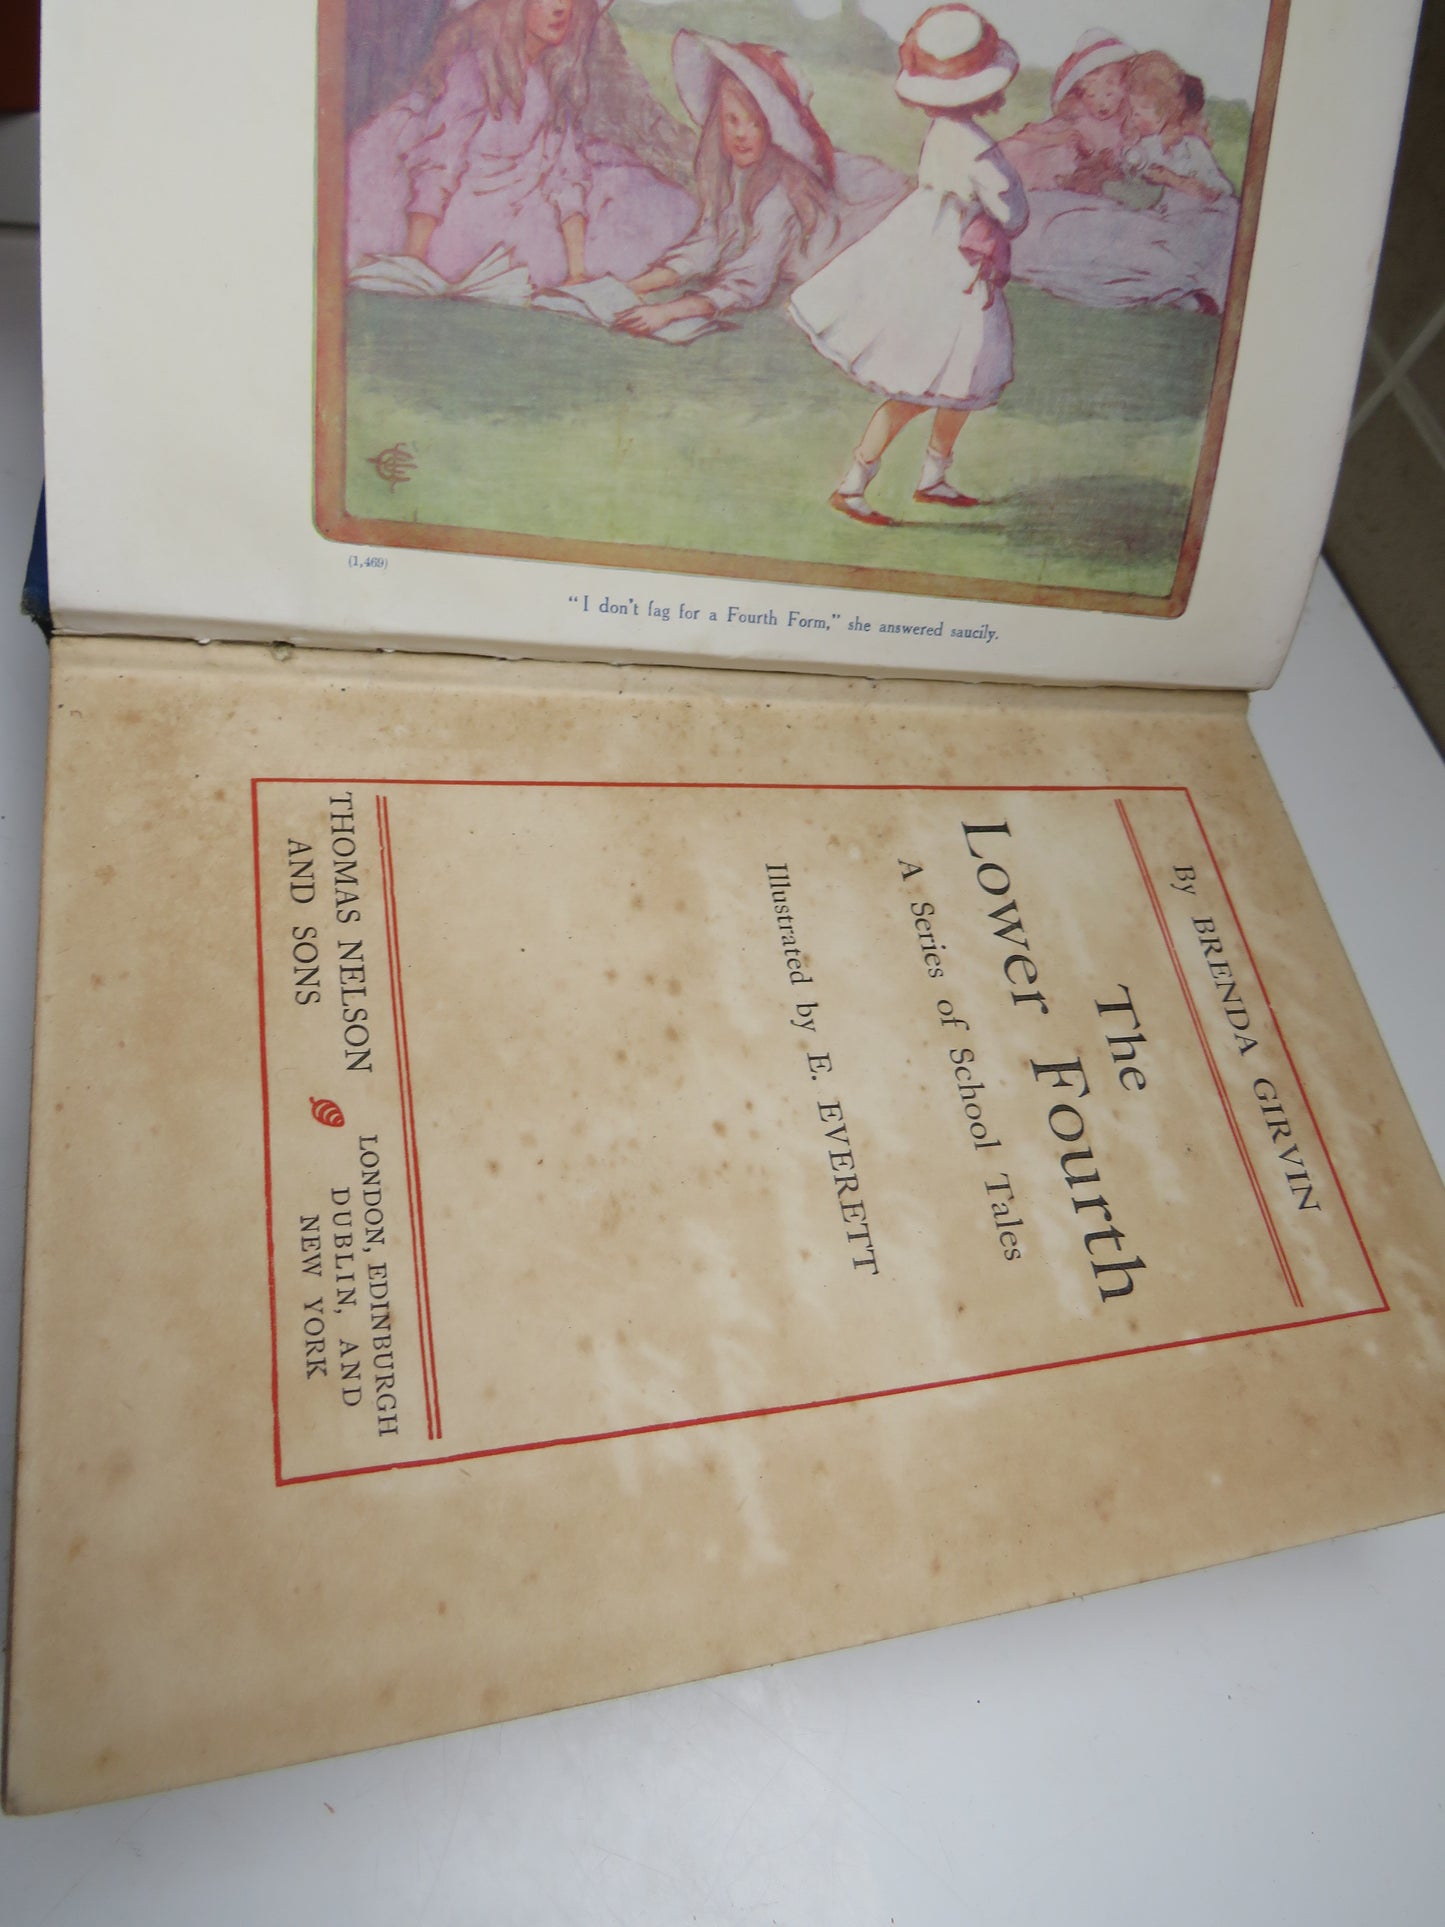 (1,469)
"I don't fag for a Fourth Form," she answered saucily.
By BRENDA GIRVIN
The
Lower Fourth
A Series of School Tales
Illustrated by E. EVERETT
THOMAS NELSON
AND SONS
LONDON, EDINBURGH
DUBLIN, AND
NEW YORK